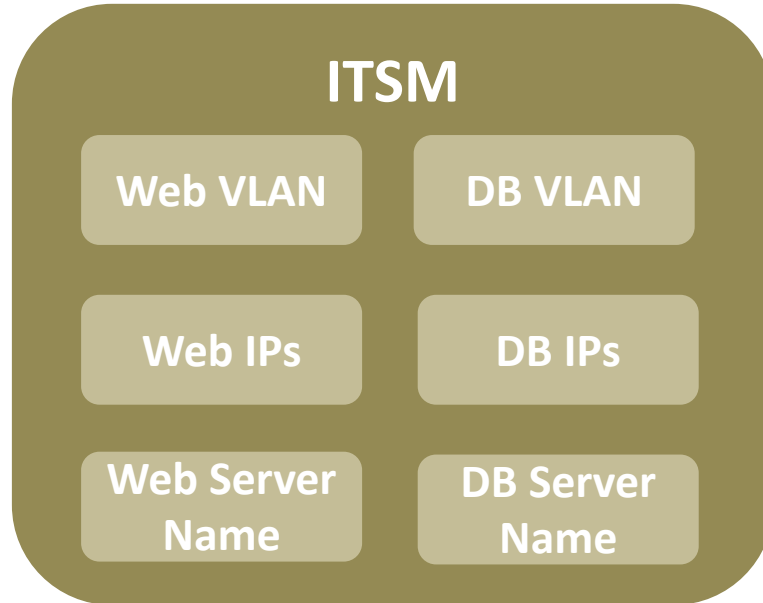 ITSM
Web VLAN
DB VLAN
Web IPs
DB IPs
Web Server
Name
DB Server
Name